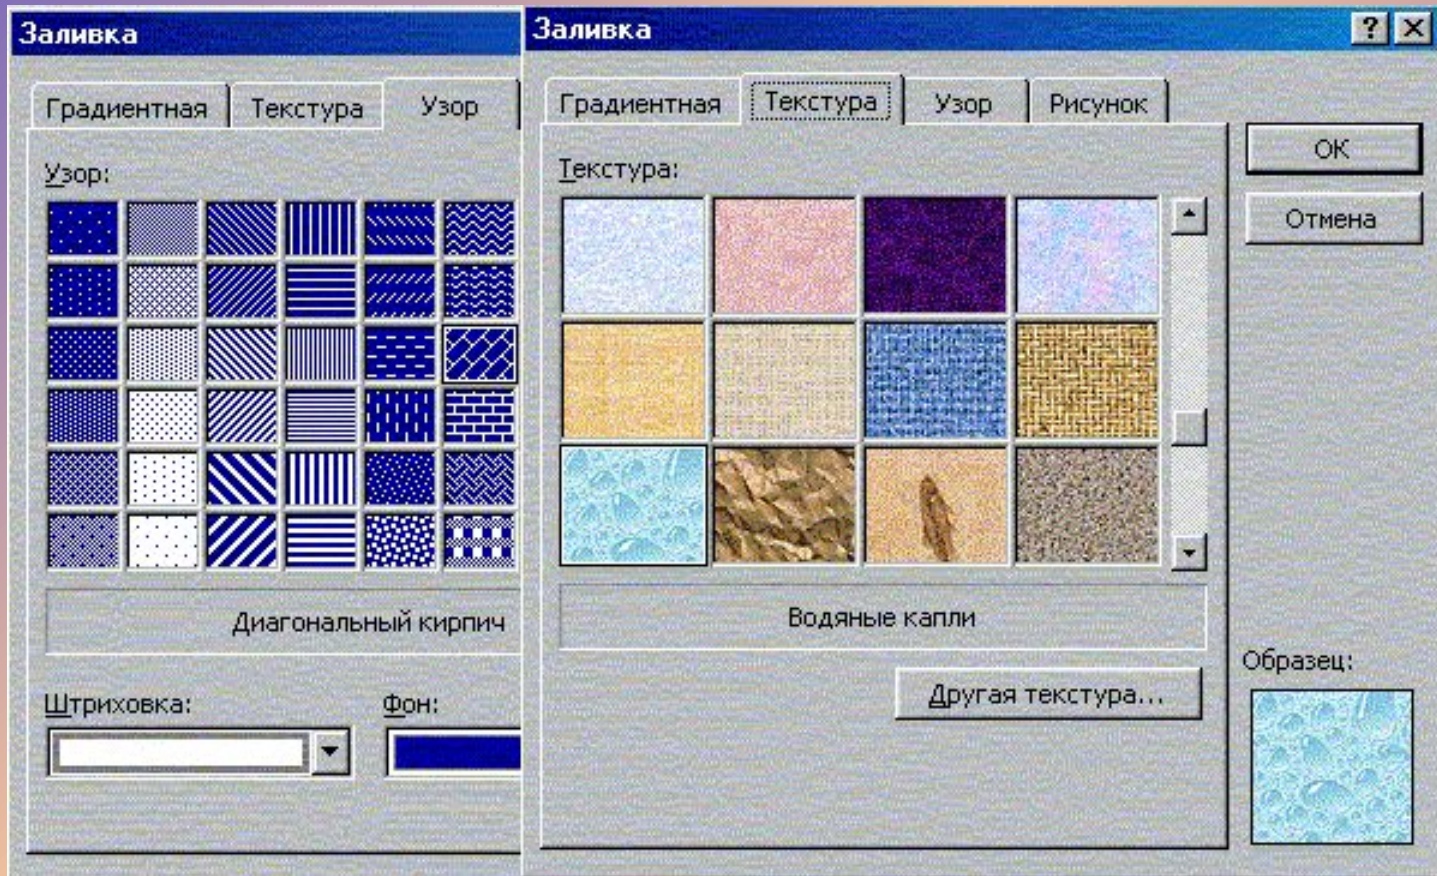 Заливка
Градиентная Текстура Узор
Узор:
Диагональный кирпич
Штриховка: Фон:
Заливка
Градиентная Текстура Узор Рисунок
Текстура:
Водяные капли
Другая текстура...
OK
Отмена
Образец: